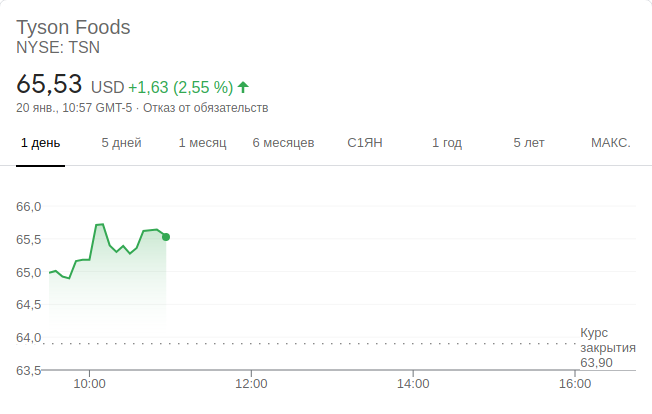 Tyson Foods
NYSE: TSN
65,53 USD +1,63 (2,55 %)
20 янв., 10:57 GMT-5 · Отказ от обязательств
1 день 5 дней 1 месяц 6 месяцев С1ЯН 1 год 5 лет МАКС.
66,0
65,5
65,0
64,5
64,0
63,5
Курс
закрытия
63,90
10:00 12:00 14:00 16:00